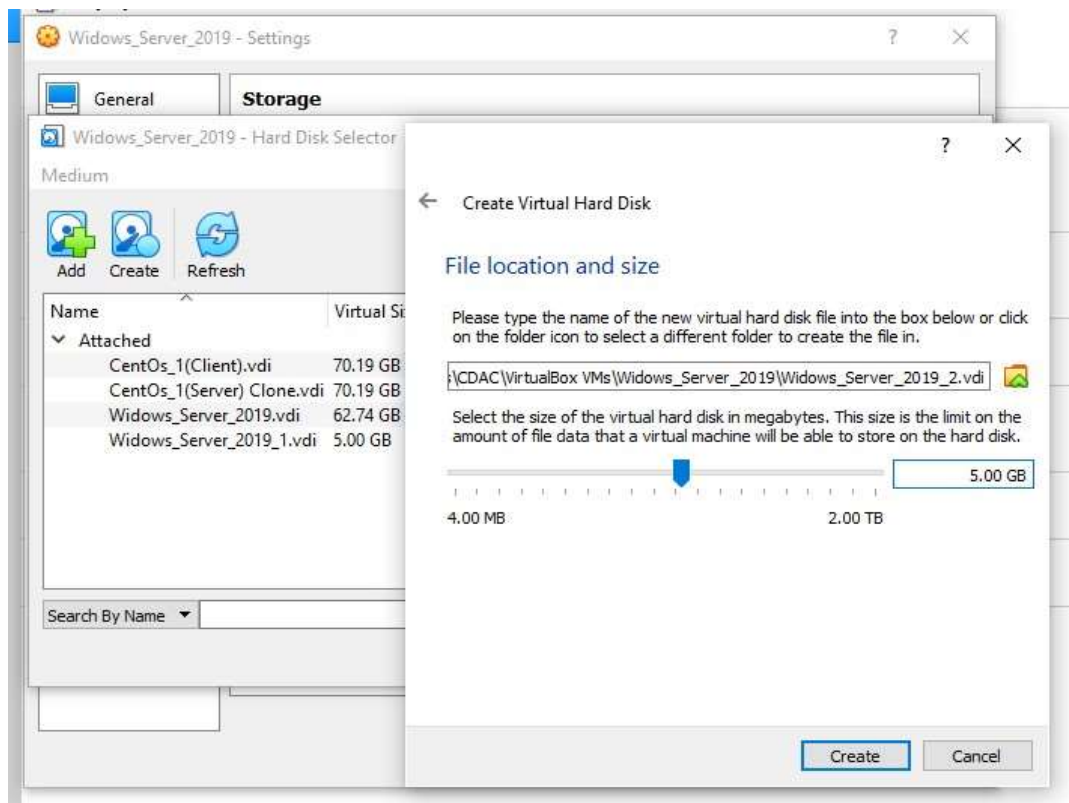 Widows_Server_2019 - Settings
?
General
Storage
Widows_Server_2019 - Hard Disk Selector
?
Medium
Create Virtual Hard Disk
Add
Create
Refresh
File location and size
Name
Virtual Si
Please type the name of the new virtual hard disk file into the box below or click
on the folder icon to select a different folder to create the file in.
Attached
CentOs_1(Client).vdi 70.19 GB
CentOs_1(Server) Clone.vdi 70.19 GB
Widows_Server_2019.vdi 62.74 GB
Widows_Server_2019_1.vdi 5.00 GB
\CDAC\VirtualBox VMs\Widows_Server_2019\Widows_Server_2019_2.vdi
Select the size of the virtual hard disk in megabytes. This size is the limit on the
amount of file data that a virtual machine will be able to store on the hard disk.
5.00 GB
4.00 MB
2.00 TB
Search By Name
Create
Cancel